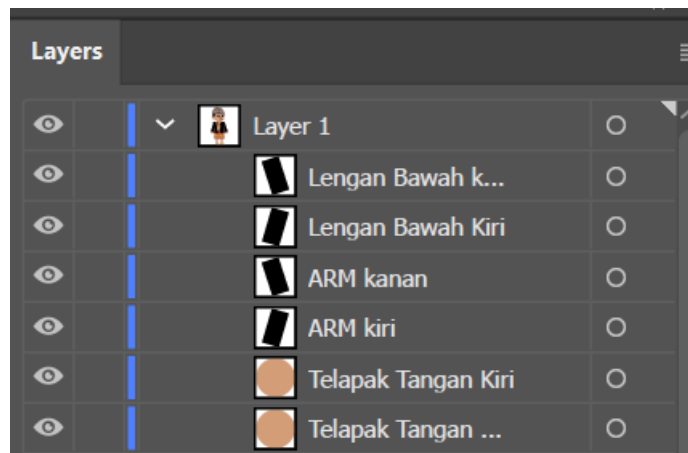 Layers
Layer 1
Lengan Bawah k...
Lengan Bawah Kiri
ARM kanan
ARM kiri
Telapak Tangan Kiri
Telapak Tangan ...